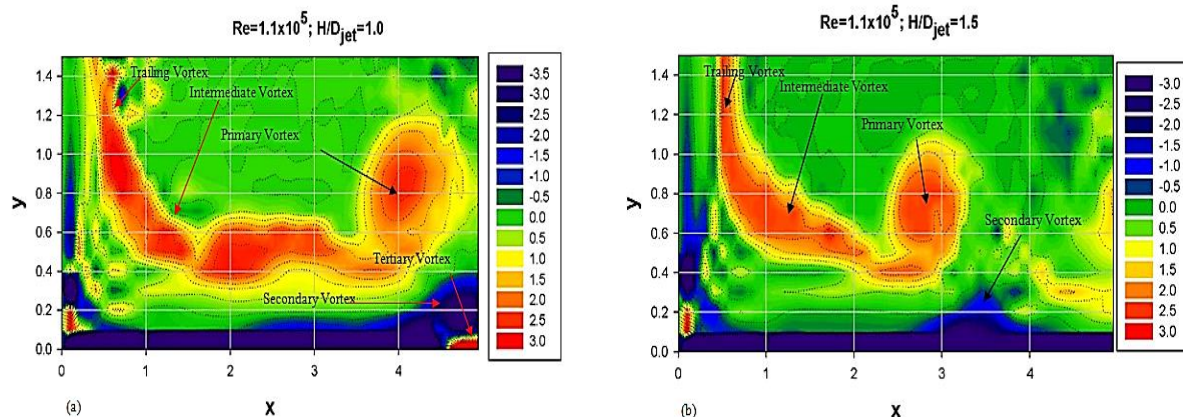 Re=1.1x10^5; H/Djet=1.0
1.4
1.2
1.0
0.8
0.6
0.4
0.2
0.0
y
Trailing Vortex
Intermediate Vortex
Primary Vortex
Tertiary Vortex
Secondary Vortex
0 1 2 3 4
(a) X
-3.5
-3.0
-2.5
-2.0
-1.5
-1.0
-0.5
0.0
0.5
1.0
1.5
2.0
2.5
3.0
Re=1.1x10^5; H/Djet=1.5
1.4
1.2
1.0
0.8
0.6
0.4
0.2
0.0
y
Trailing Vortex
Intermediate Vortex
Primary Vortex
Secondary Vortex
0 1 2 3 4
(b) X
-3.0
-2.5
-2.0
-1.5
-1.0
-0.5
0.0
0.5
1.0
1.5
2.0
2.5
3.0